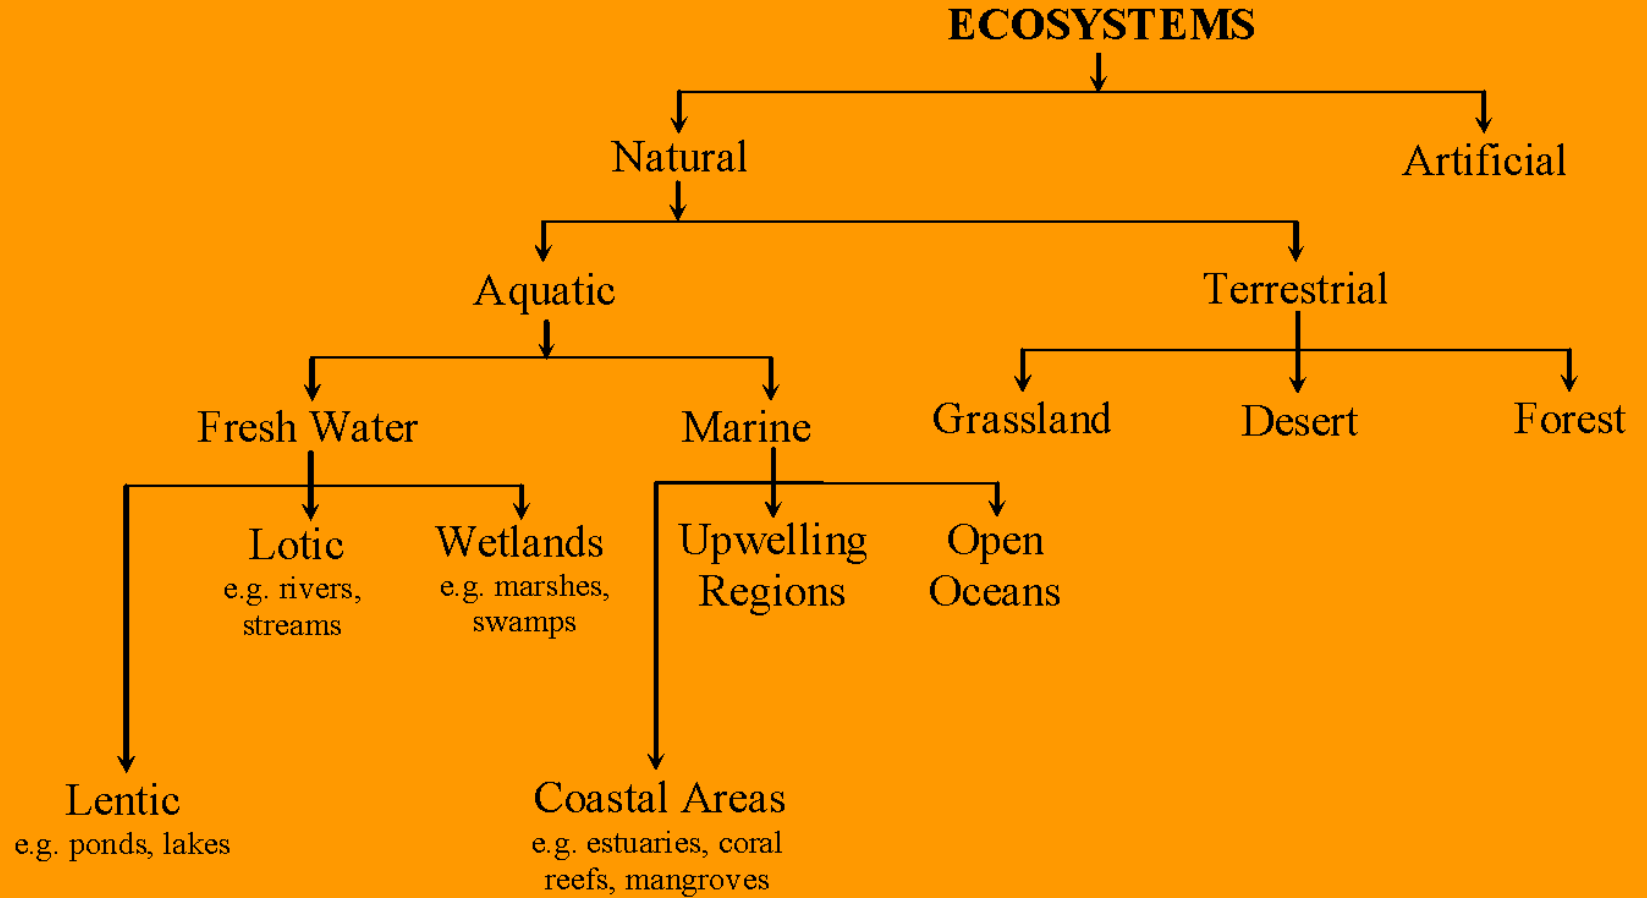 ECOSYSTEMS
Natural
Artificial
Aquatic
Terrestrial
Fresh Water
Marine
Grassland
Desert
Forest
Lotic
e.g. rivers,
streams
Wetlands
e.g. marshes,
swamps
Upwelling
Regions
Open
Oceans
Lentic
e.g. ponds, lakes
Coastal Areas
e.g. estuaries, coral
reefs, mangroves